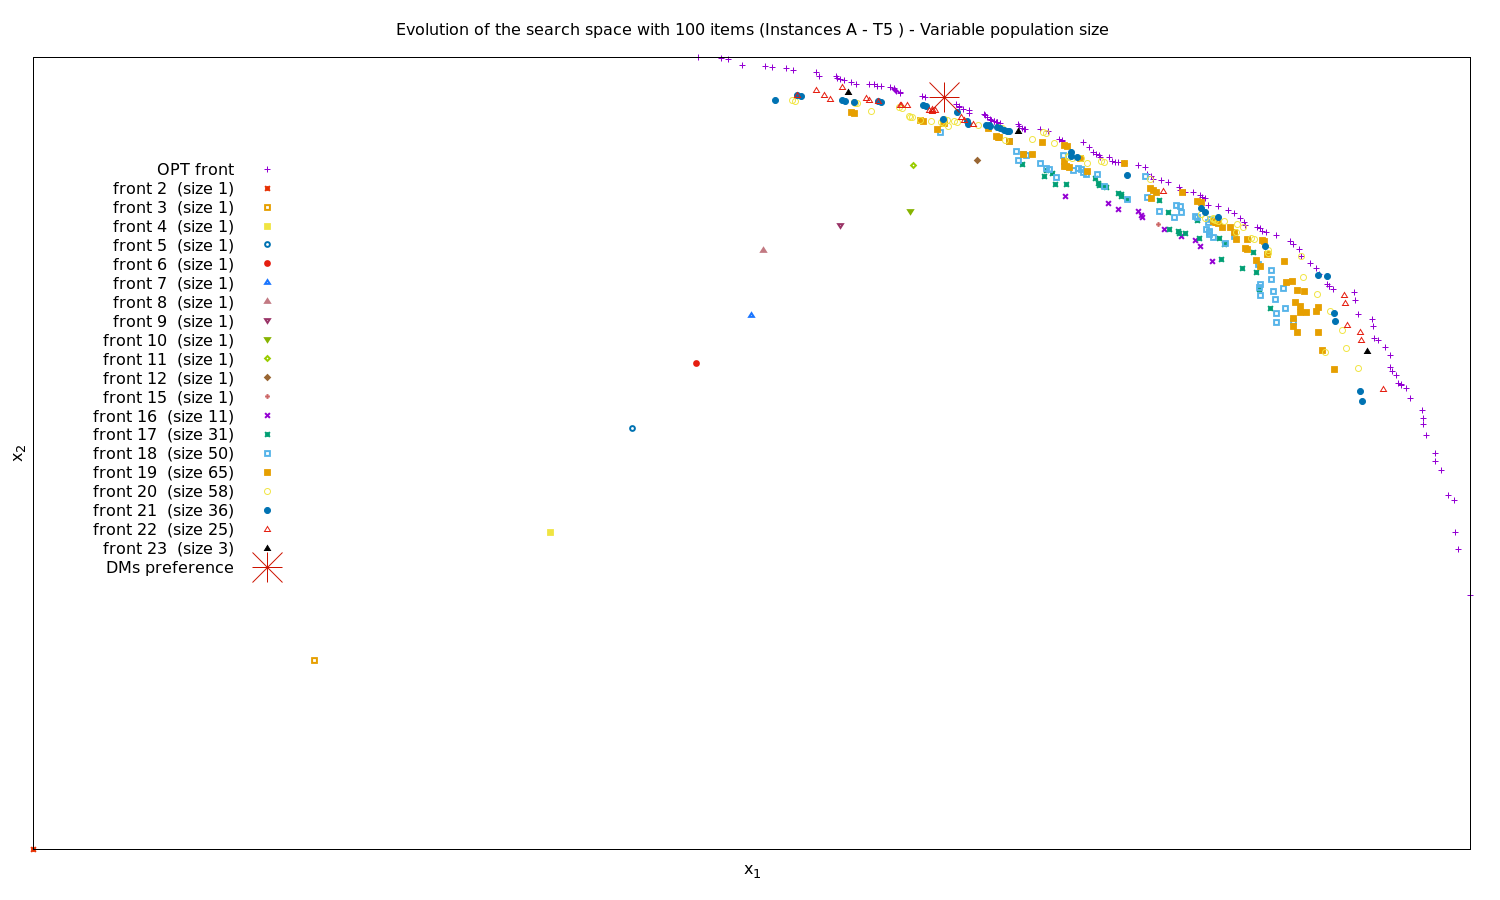 Evolution of the search space with 100 items (Instances A - T5 ) - Variable population size
OPT front
front 2 (size 1)
front 3 (size 1)
front 4 (size 1)
front 5 (size 1)
front 6 (size 1)
front 7 (size 1)
front 8 (size 1)
front 9 (size 1)
front 10 (size 1)
front 11 (size 1)
front 12 (size 1)
front 15 (size 1)
front 16 (size 11)
front 17 (size 31)
front 18 (size 50)
front 19 (size 65)
front 20 (size 58)
front 21 (size 36)
front 22 (size 25)
front 23 (size 3)
DMs preference
x2
x1